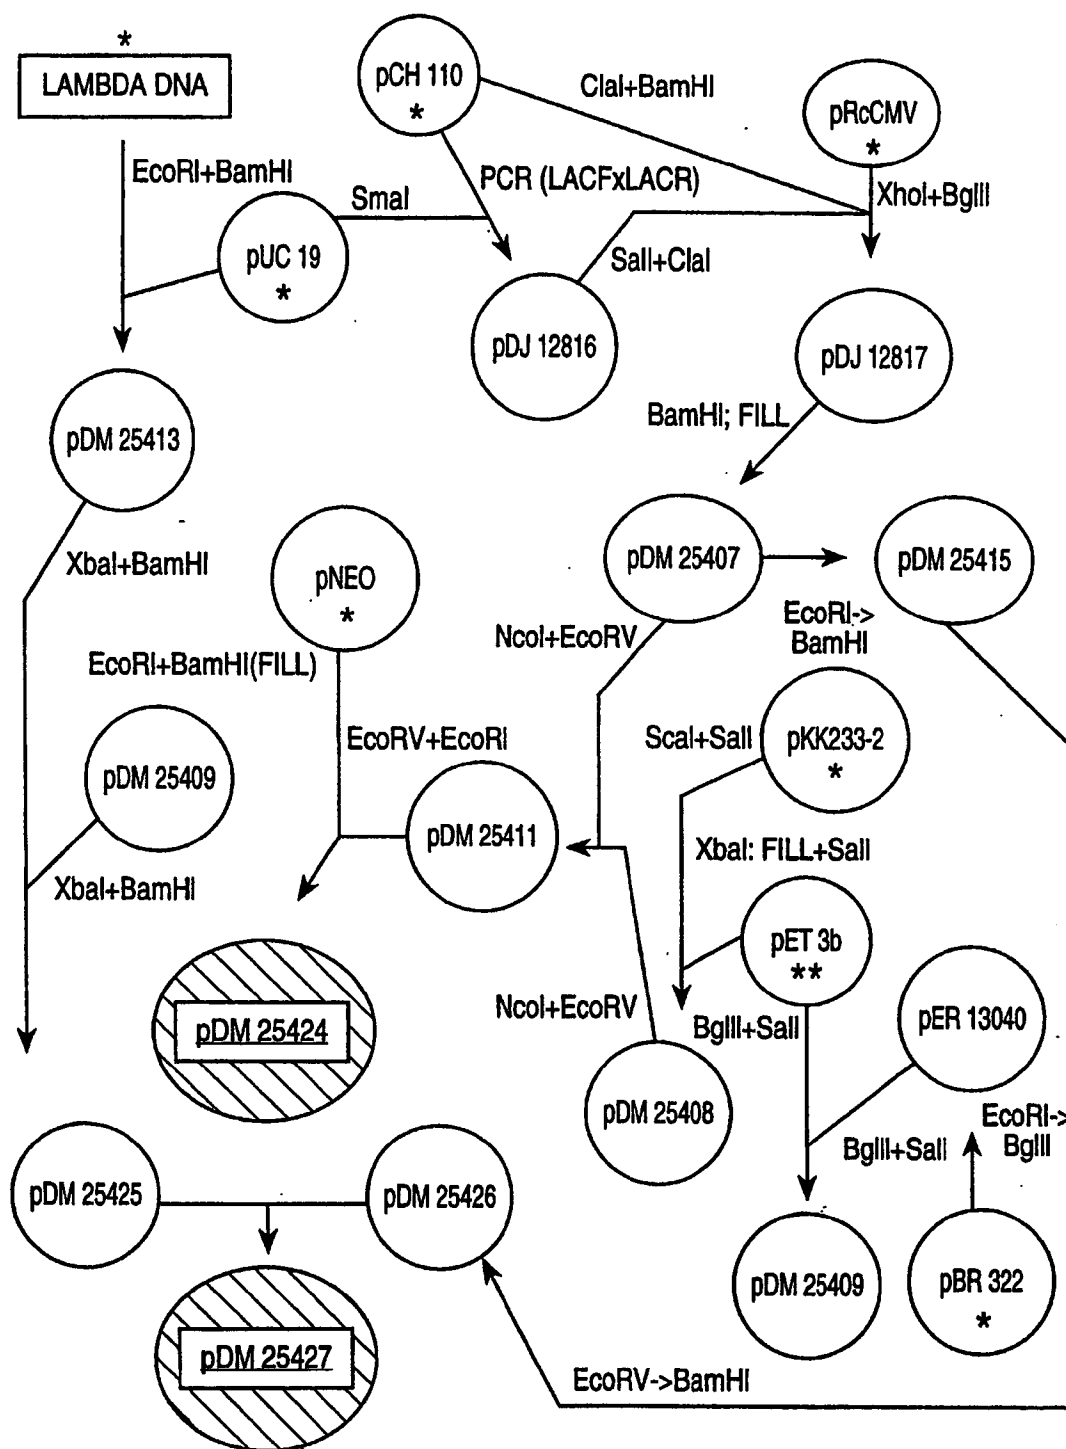 *
LAMBDA DNA
pCH 110
*
ClaI+BamHI
pRcCMV
*
EcoRI+BamHI
PCR (LACFxLACR)
XhoI+BglII
SmaI
pUC 19
*
SalI+ClaI
pDJ 12816
pDJ 12817
BamHI; FILL
pDM 25413
XbaI+BamHI
pNEO
*
pDM 25407
pDM 25415
NcoI+EcoRV
EcoRI->
BamHI
EcoRI+BamHI(FILL)
EcoRV+EcoRI
ScaI+SalI
pKK233-2
*
pDM 25409
pDM 25411
XbaI: FILL+SalI
XbaI+BamHI
pET 3b
**
pDM 25424
NcoI+EcoRV
BglII+SalI
pER 13040
pDM 25408
EcoRI->
BglII
BglII+SalI
pDM 25425
pDM 25426
pDM 25409
pBR 322
*
pDM 25427
EcoRV->BamHI